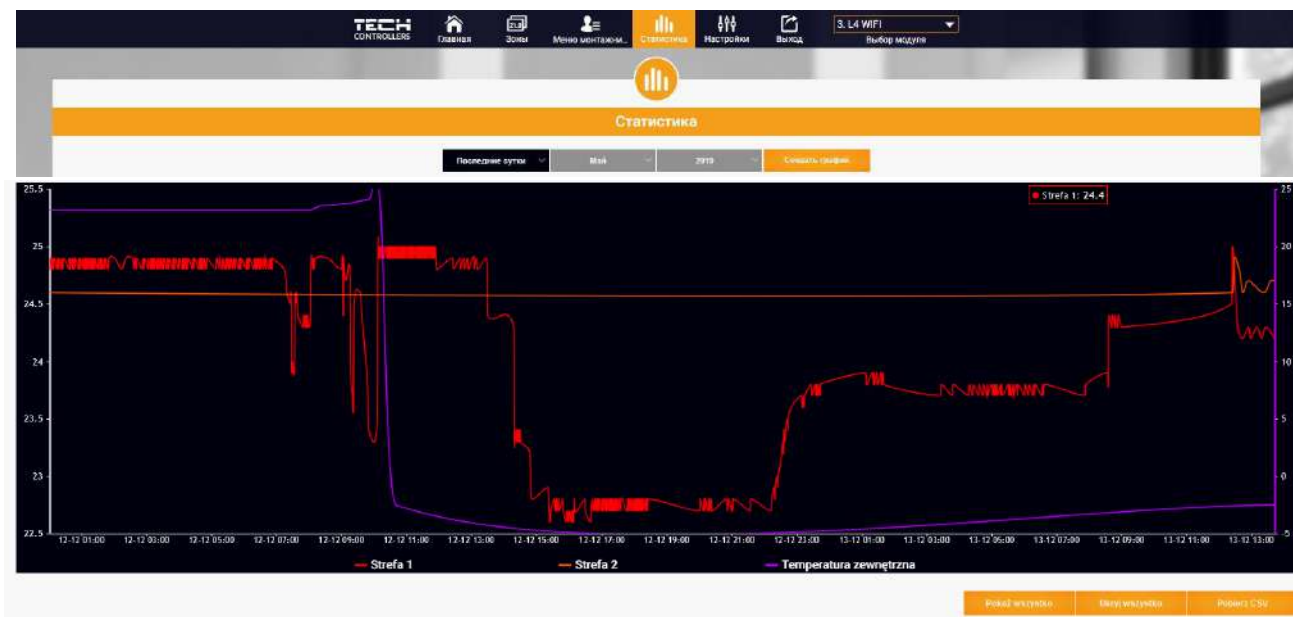 TECH
CONTROLLERS
Главная
Зоны
Меню монтажни...
Статистика
Настройки
Выход
3. L4 WIFI
Выбор модуля
Статистика
Последние сутки
Май
2019
Создать график
Strefa 1: 24.4
25.5
25
24.5
24
23.5
23
22.5
25
20
15
10
5
0
-5
12-12 01:00 12-12 03:00 12-12 05:00 12-12 07:00 12-12 09:00 12-12 11:00 12-12 13:00 12-12 15:00 12-12 17:00 12-12 19:00 12-12 21:00 12-12 23:00 13-12 01:00 13-12 03:00 13-12 05:00 13-12 07:00 13-12 09:00 13-12 11:00 13-12 13:00
Strefa 1 Strefa 2 Temperatura zewnętrzna
Pokaż wszystko Ukryj wszystko Pobierz CSV